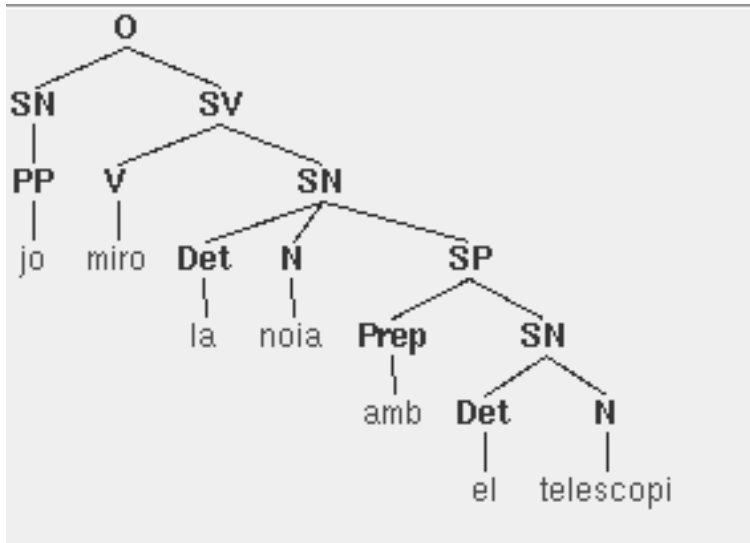 O
SN SV
PP V SN
jo miro Det N SP
la noia Prep SN
amb Det N
el telescopi